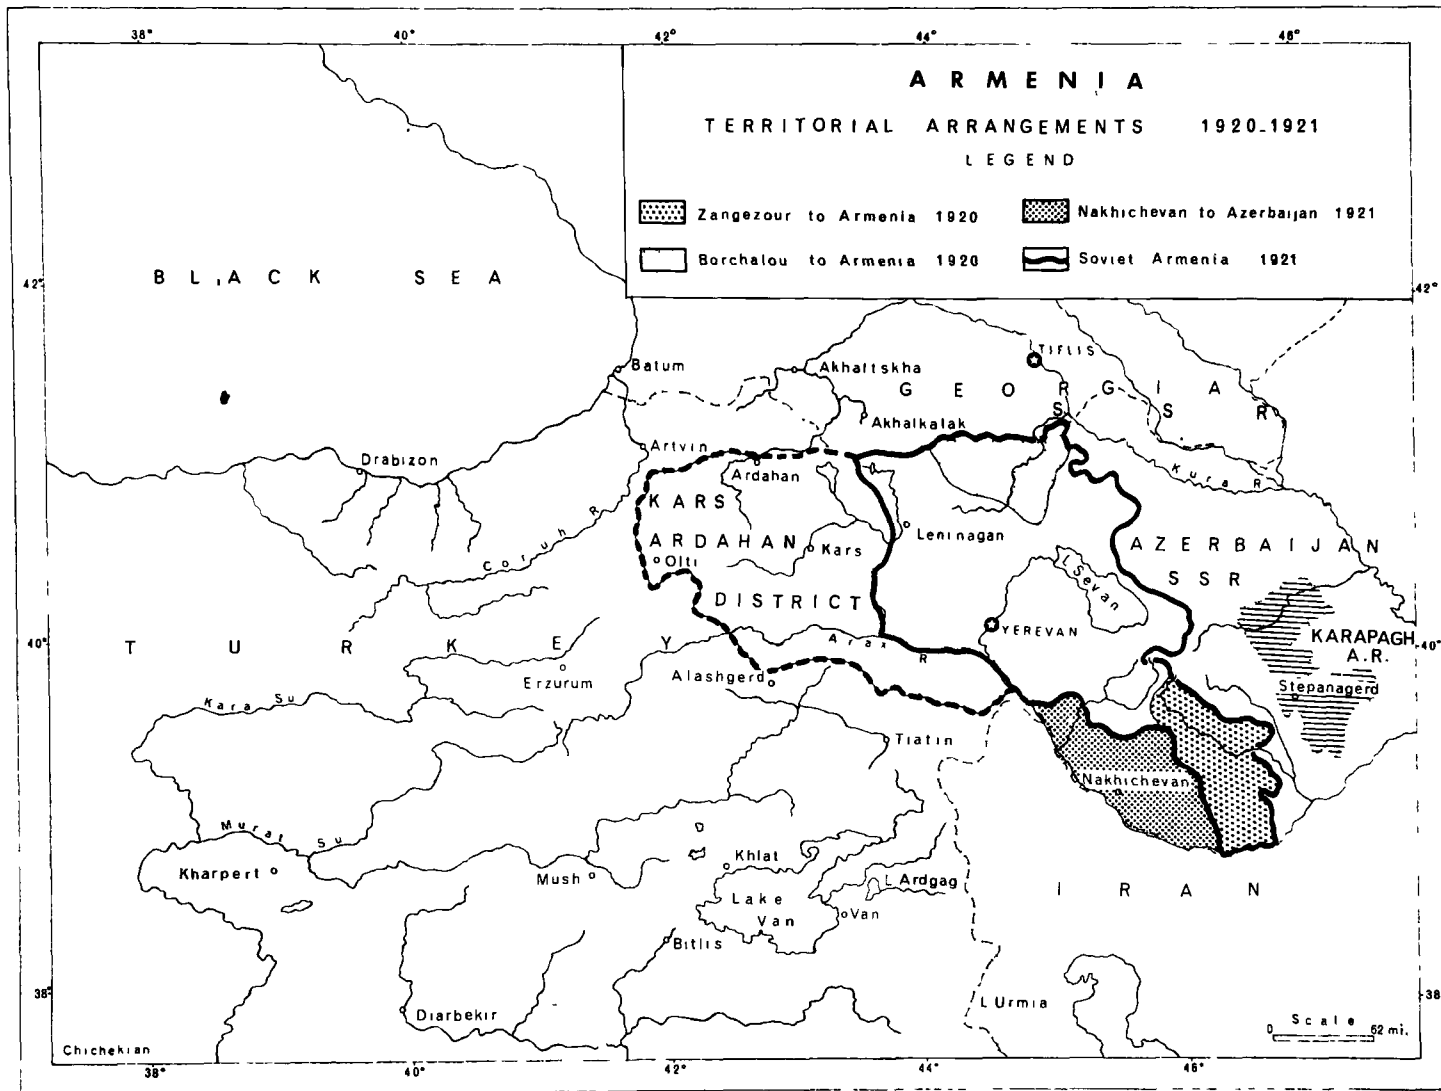 38° 40° 42° 44° 46°
ARMENIA
TERRITORIAL ARRANGEMENTS 1920-1921
LEGEND
Zangezour to Armenia 1920
Nakhichevan to Azerbaijan 1921
Borchalou to Armenia 1920
Soviet Armenia 1921
BLACK SEA
42° 42°
TIFLIS
Batum
Akhaltskha
GEORGIA
SSR
Akhalkalak
Artvin
Drabizon
Ardahan
Kura R
KARS
ARDAHAN
DISTRICT
Coruh R
Leninagan
Kars
Olti
AZERBAIJAN
SSR
L Sevan
YEREVAN
KARAPAGH
A.R.
40° 40°
TURKEY
Arax R
Erzurum
Alashgerd
Stepanagerd
Kara Su
Tiatin
Nakhichevan
Murat Su
Kharpert
Mush
Khlat
L Ardgag
IRAN
Lake
Van
Van
Bitlis
38° 38
L Urmia
Diarbekir
Scale
0 62 mi.
Chichekian
38° 40° 42° 44° 46°